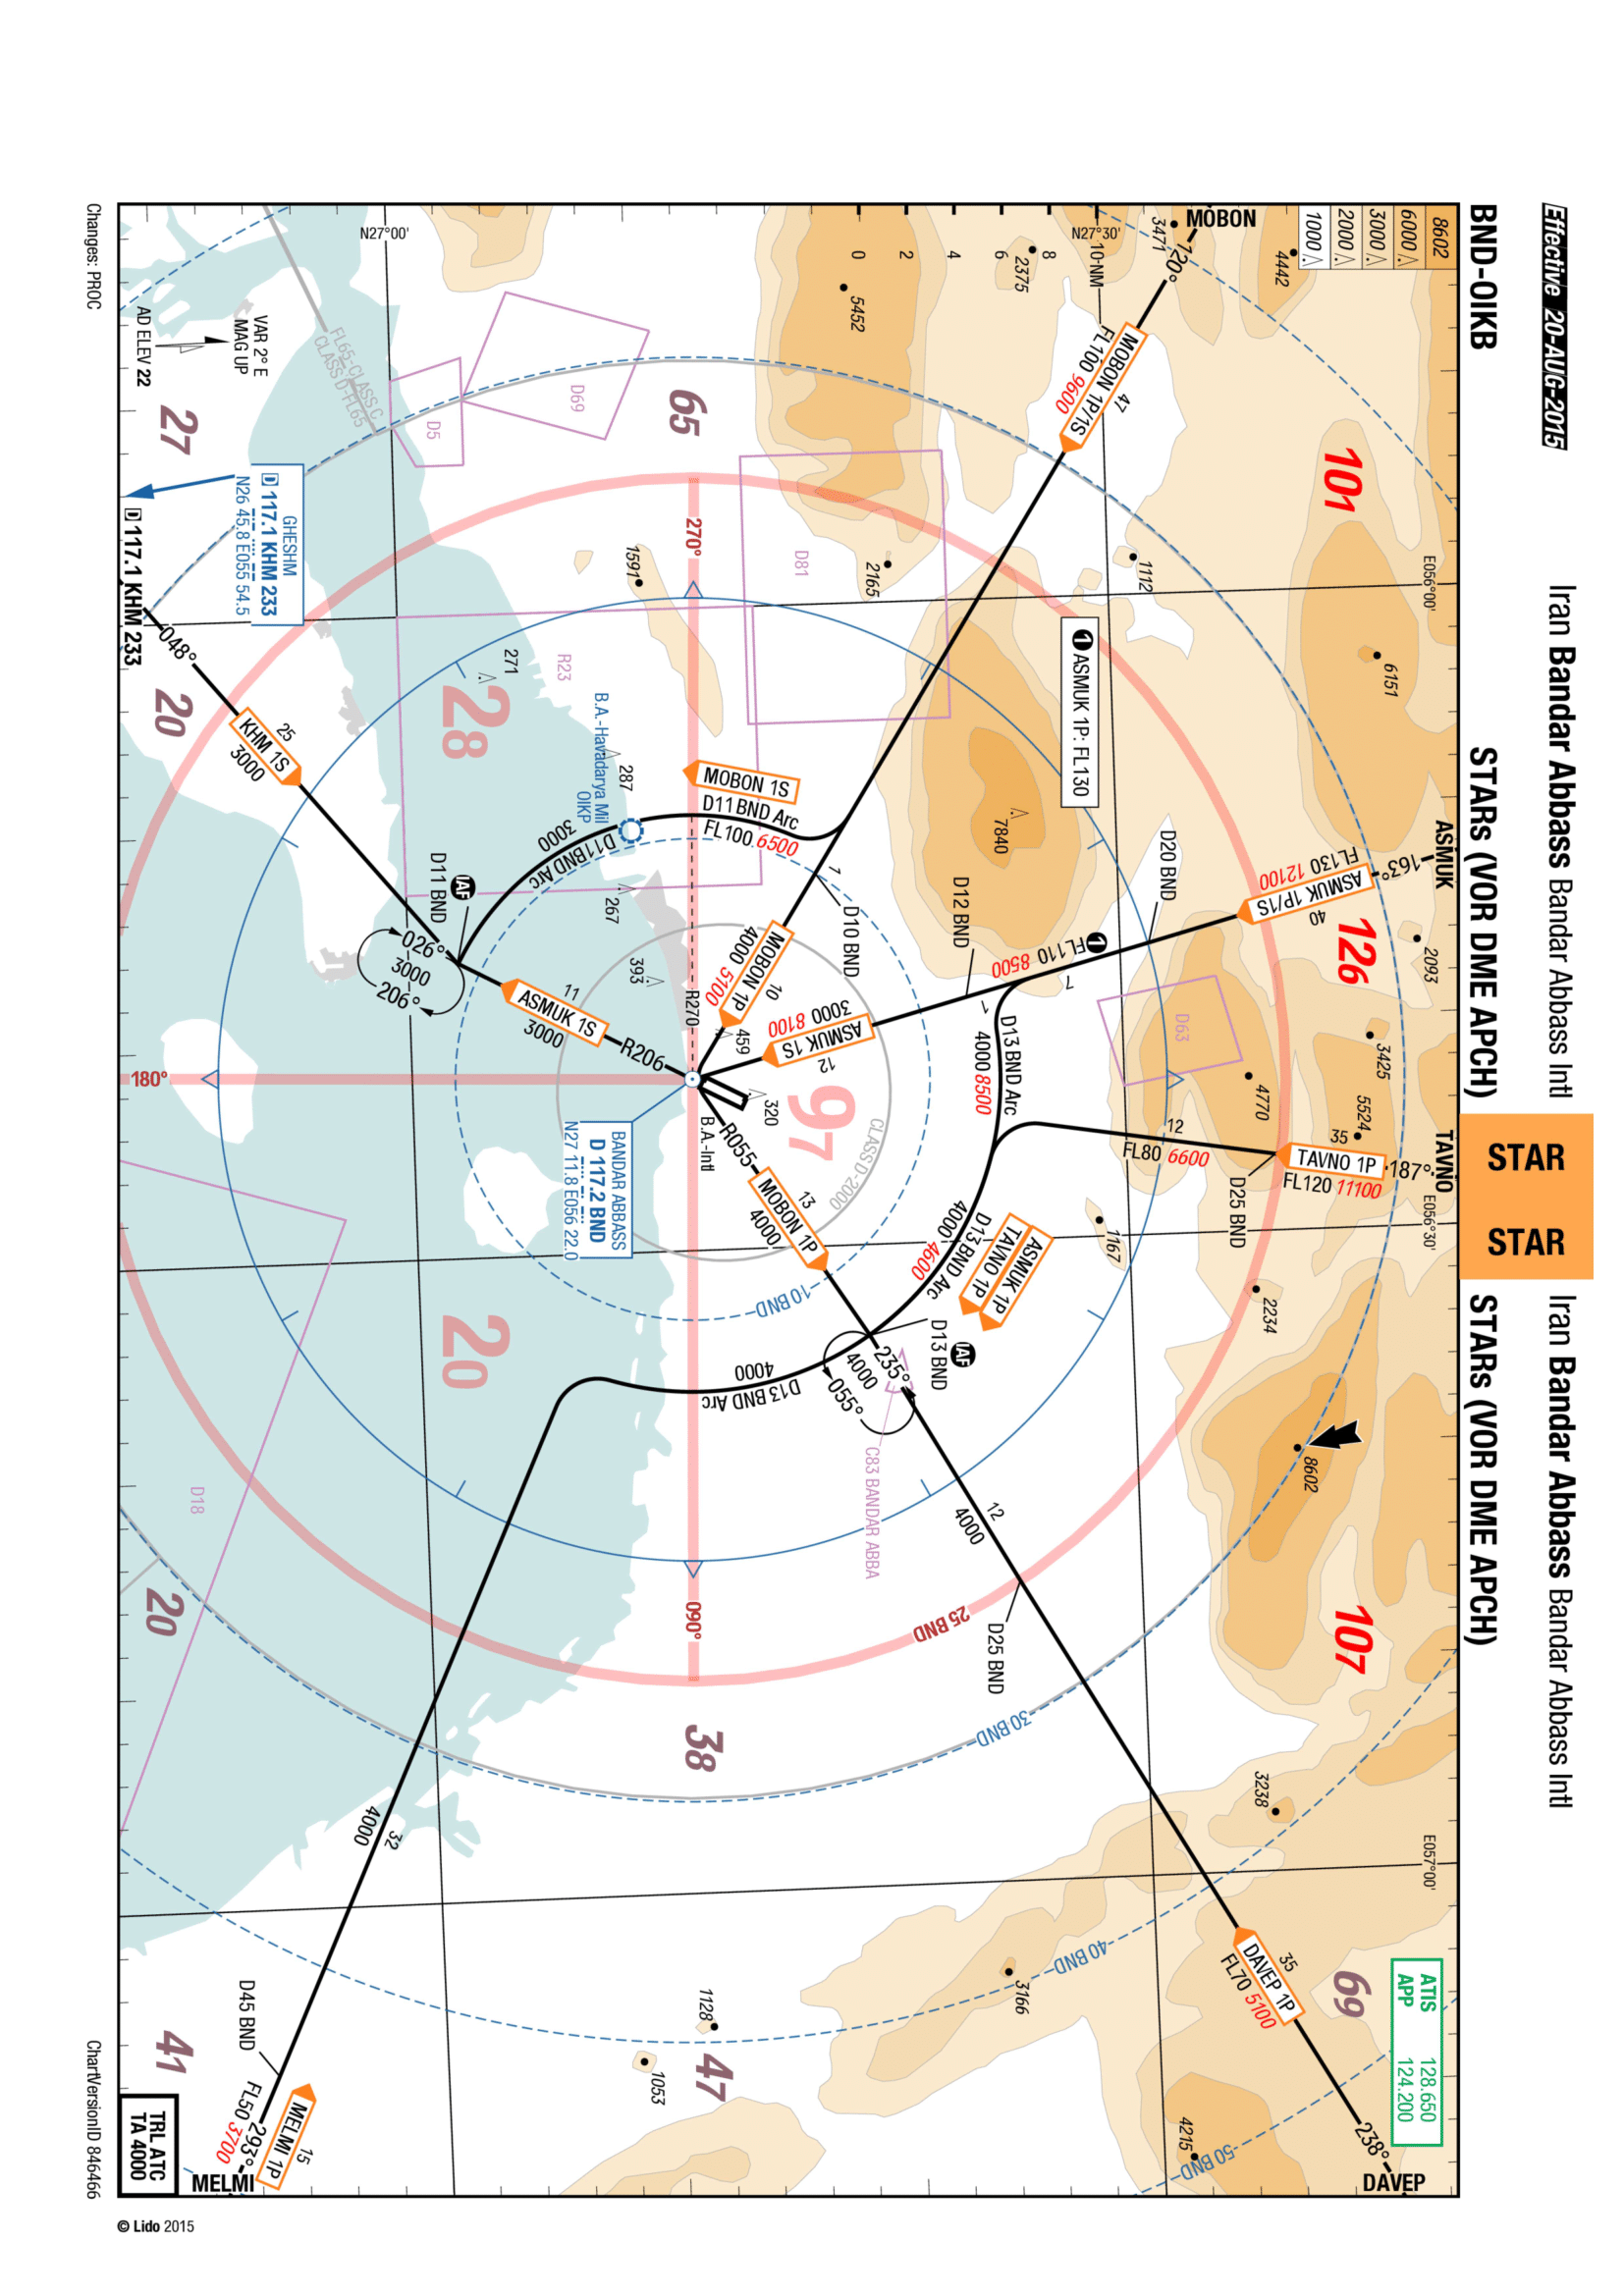 Effective 20-AUG-2015
Iran Bandar Abbass Bandar Abbass Intl
Iran Bandar Abbass Bandar Abbass Intl
BND-OIKB
STARs (VOR DME APCH)
STAR
STAR
STARs (VOR DME APCH)
8602
6000
3000
2000
1000
4442
MOBON
3471
120°
N27°30'
10 NM
8
6
4
2
0
2375
5452
N27°00'
MOBON 1P/1S
47
FL100 9600
101
E056°00'
6151
1112
1 ASMUK 1P: FL130
ASMUK
163°
FL130 12100
ASMUK 1P/1S
40
126
2093
D20 BND
7840
D12 BND
1 FL110 8500
7
D63
3425
4770
5524
TAVNO
187°
35
TAVNO 1P
FL120 11100
D25 BND
12
FL80 6600
E056°30'
1167
2234
8602
107
E057°00'
3238
ATIS 128.650
APP 124.200
69
35
DAVEP 1P
FL70 5100
238°
DAVEP
4215
50 BND
40 BND
3166
30 BND
25 BND
D25 BND
12
4000
C83 BANDAR ABBA
IAF
D13 BND
235°
4000
055°
ASMUK 1P
TAVNO 1P
D13 BND Arc
4000 4600
D13 BND Arc
4000 8500
1
3000 8100
ASMUK 1S
12
D10 BND
7
MOBON 1P
10
4000 5100
459
320
97
CLASS D-2000
B.A.-Intl
R055
13
MOBON 1P
4000
10 BND
D13 BND Arc
4000
BANDAR ABBASS
D 117.2 BND
N27 11.8 E056 22.0
090°
180°
270°
R270
65
D81
2165
1591
D69
D5
FL65-CLASS C
CLASS D-FL65
MOBON 1S
D11 BND Arc
FL100 6500
B.A.-Havadarya Mil
OIKP
287
267
393
271
R23
28
D11 BND Arc
3000
D11 BND
IAF
026°
3000
206°
11
ASMUK 1S
3000
R206
25
KHM 1S
3000
048°
20
GHESHM
D 117.1 KHM 233
N26 45.8 E055 54.5
D 117.1 KHM 233
27
VAR 2° E
MAG UP
AD ELEV 22
20
D18
20
38
32
4000
1128
1053
47
D45 BND
15
MELMI 1P
FL50 3700
293°
MELMI
41
TRL ATC
TA 4000
Changes: PROC
ChartVersionID 846466
© Lido 2015